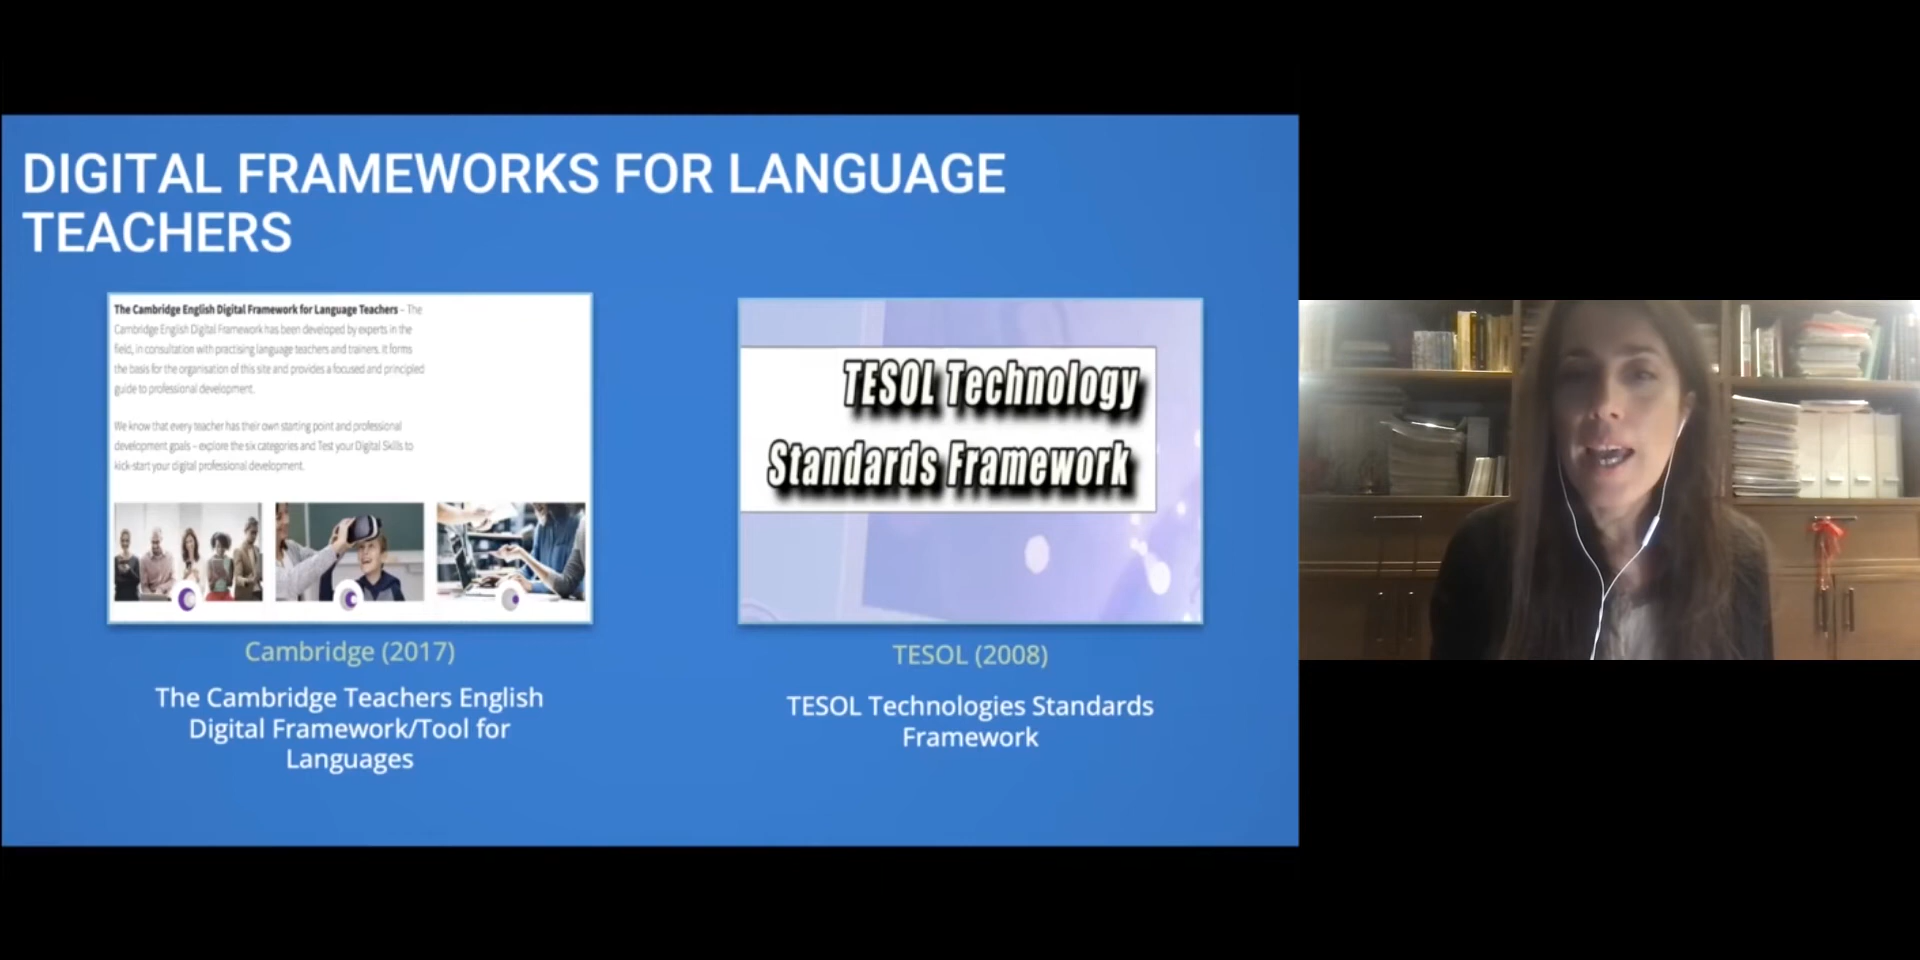 DIGITAL FRAMEWORKS FOR LANGUAGE
TEACHERS
The Cambridge English Digital Framework for Language Teachers – The
Cambridge English Digital Framework has been developed by experts in the
field, in consultation with practising language teachers and trainers. It forms
the basis for the organisation of this site and provides a focused and principled
guide to professional development.
We know that every teacher has their own starting point and professional
development goals – explore the six categories and Test your Digital Skills to
kick-start your digital professional development.
Cambridge (2017)
The Cambridge Teachers English
Digital Framework/Tool for
Languages
TESOL Technology
Standards Framework
TESOL (2008)
TESOL Technologies Standards
Framework